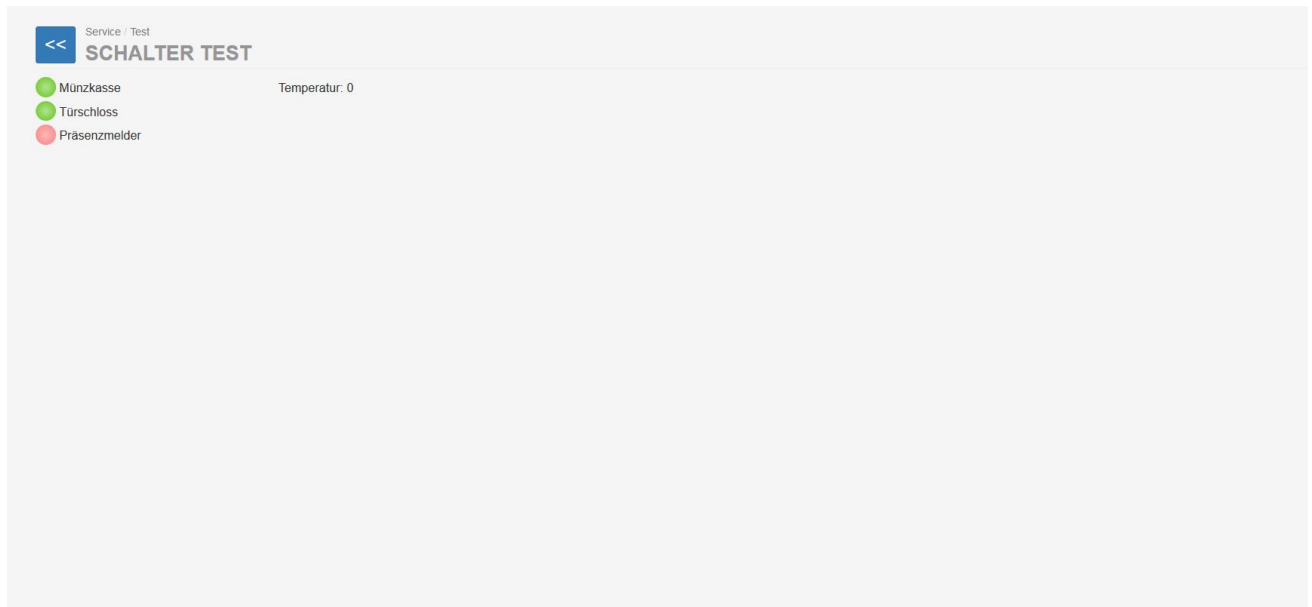 <<
Service / Test
SCHALTER TEST
Münzkasse
Temperatur: 0
Türschloss
Präsenzmelder